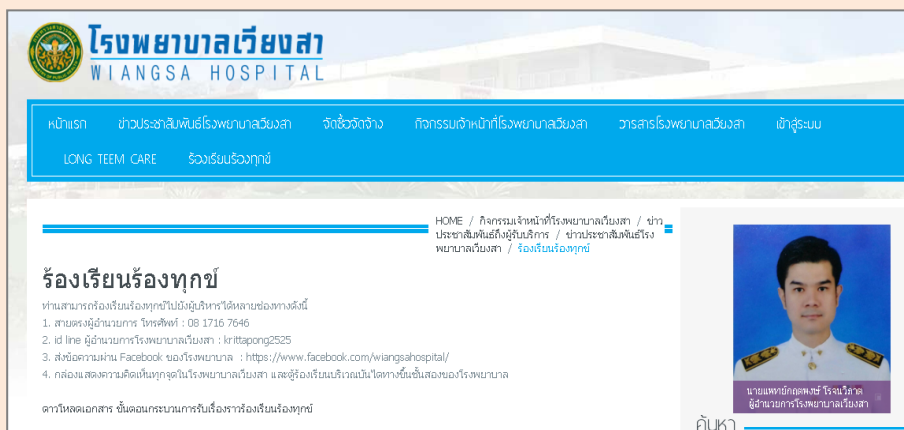 โรงพยาบาลเวียงสา
WIANGSA HOSPITAL
หน้าแรก ข่าวประชาสัมพันธ์โรงพยาบาลเวียงสา จัดซื้อจัดจ้าง กิจกรรมเจ้าหน้าที่โรงพยาบาลเวียงสา วารสารโรงพยาบาลเวียงสา เข้าสู่ระบบ
LONG TEEM CARE ร้องเรียนร้องทุกข์
HOME / กิจกรรมเจ้าหน้าที่โรงพยาบาลเวียงสา / ข่าว
ประชาสัมพันธ์ถึงผู้รับบริการ / ข่าวประชาสัมพันธ์โรง
พยาบาลเวียงสา / ร้องเรียนร้องทุกข์
ร้องเรียนร้องทุกข์
ท่านสามารถร้องเรียนร้องทุกข์ไปยังผู้บริหารได้หลายช่องทางดังนี้
1. สายตรงผู้อำนวยการ โทรศัพท์ : 08 1716 7646
2. id line ผู้อำนวยการโรงพยาบาลเวียงสา : krittapong2525
3. ส่งข้อความผ่าน Facebook ของโรงพยาบาล : https://www.facebook.com/wiangsahospital/
4. กล่องแสดงความคิดเห็นทุกจุดในโรงพยาบาลเวียงสา และตู้ร้องเรียนบริเวณบันไดทางขึ้นชั้นสองของโรงพยาบาล
ดาวโหลดเอกสาร ขั้นตอนกระบวนการรับเรื่องราวร้องเรียนร้องทุกข์
นายแพทย์กฤตพงษ์ โรจนวิภาต
ผู้อำนวยการโรงพยาบาลเวียงสา
ค้นหา